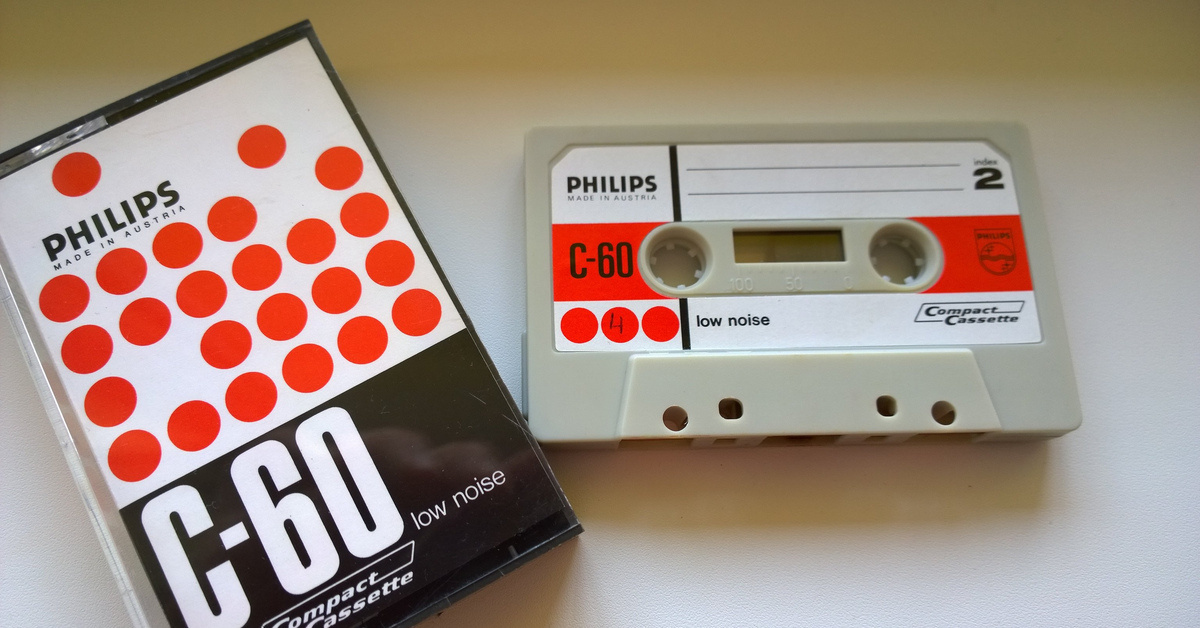 PHILIPS
MADE IN AUSTRIA
C-60
low noise
Compact
Cassette
PHILIPS
MADE IN AUSTRIA
index
2
C-60
PHILIPS
100 50 0
4
low noise
Compact
Cassette